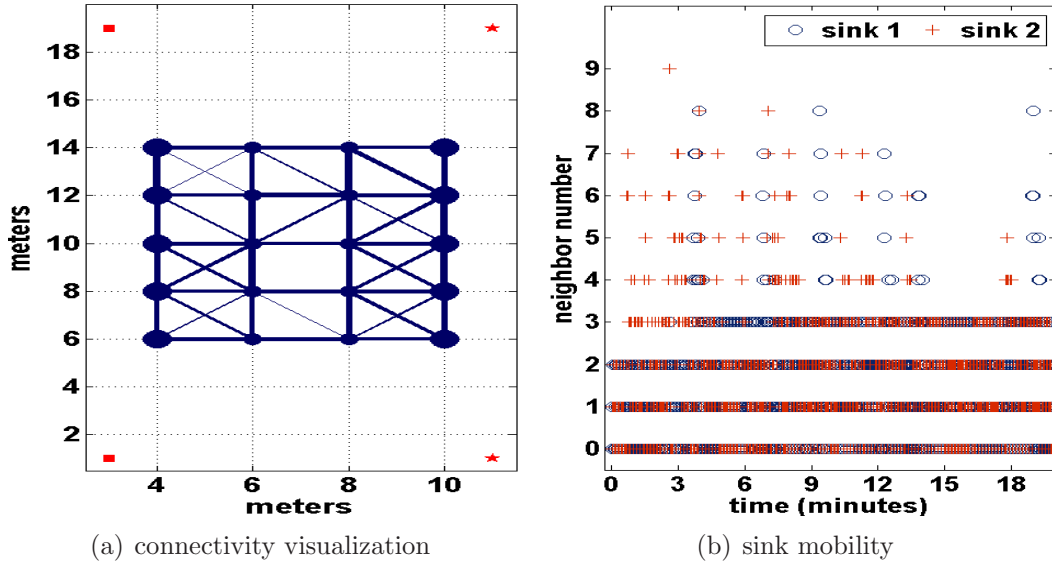 18
16
14
12
10
8
6
4
2
meters
4 6 8 10
meters
(a) connectivity visualization
sink 1 sink 2
9
8
7
6
5
4
3
2
1
0
neighbor number
0 3 6 9 12 15 18
time (minutes)
(b) sink mobility